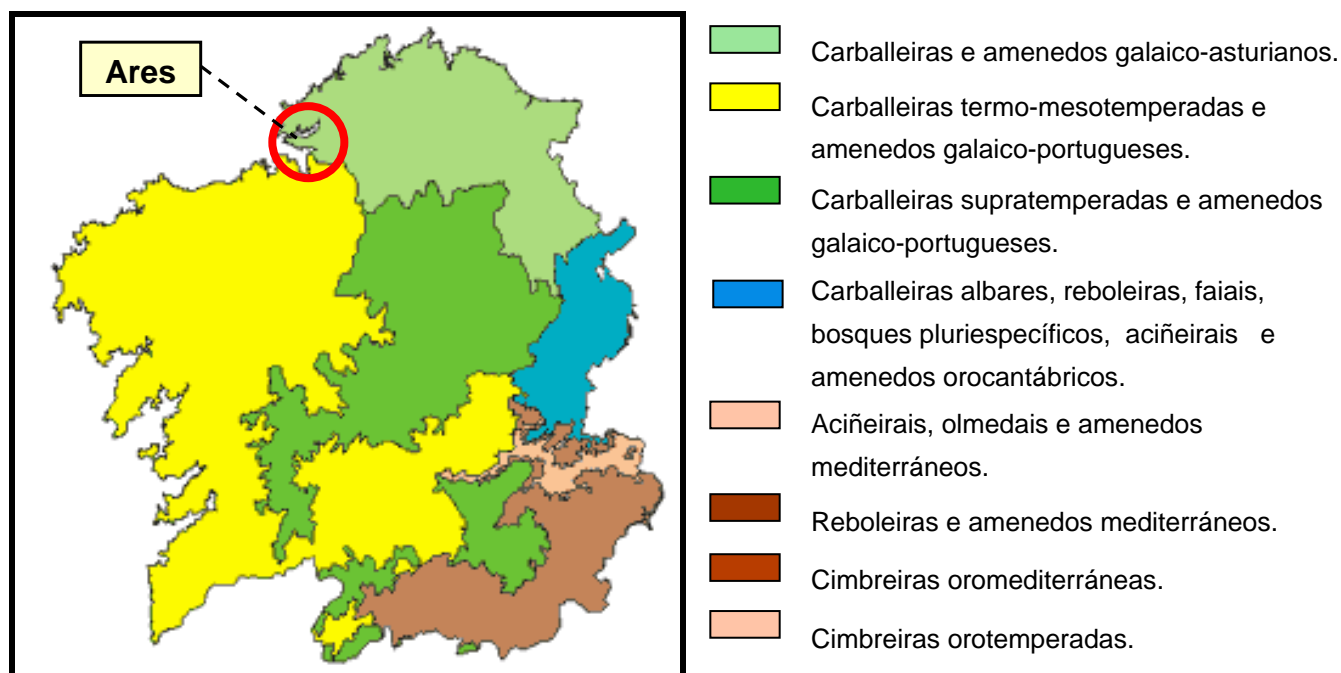 Ares
Carballeiras e amenedos galaico-asturianos.
Carballeiras termo-mesotemperadas e
amenedos galaico-portugueses.
Carballeiras supratemperadas e amenedos
galaico-portugueses.
Carballeiras albares, reboleiras, faiais,
bosques pluriespecíficos, aciñeirais e
amenedos orocantábricos.
Aciñeirais, olmedais e amenedos
mediterráneos.
Reboleiras e amenedos mediterráneos.
Cimbreiras oromediterráneas.
Cimbreiras orotemperadas.